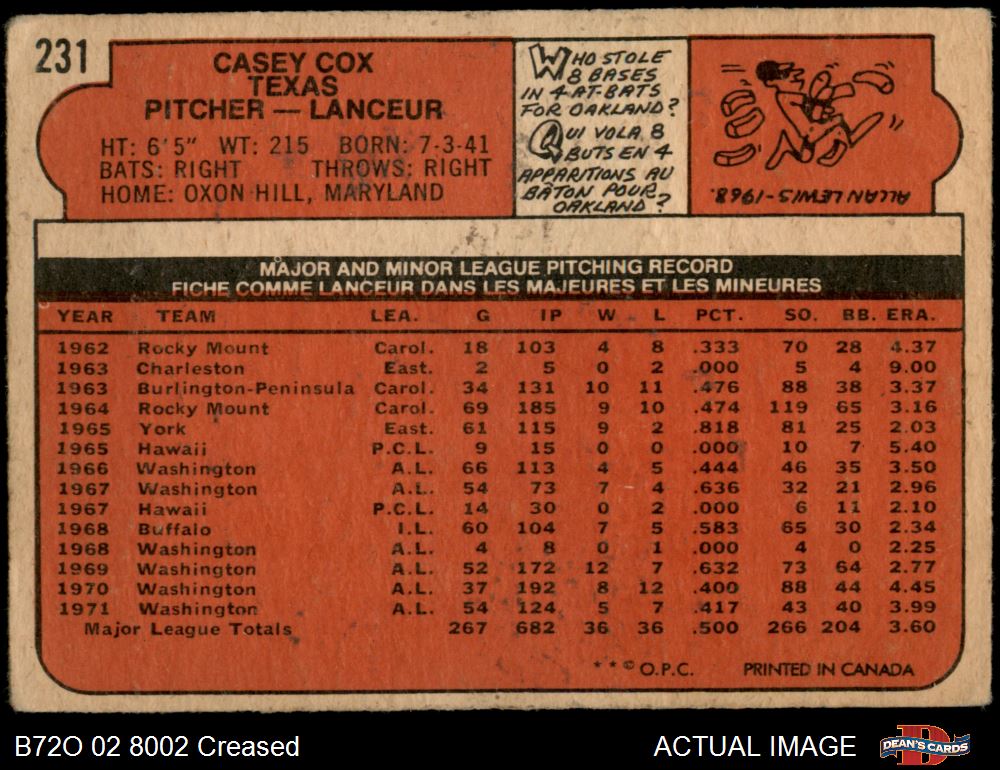 231
CASEY COX
TEXAS
PITCHER — LANCEUR
HT: 6'5" WT: 215 BORN: 7-3-41
BATS: RIGHT THROWS: RIGHT
HOME: OXON HILL, MARYLAND
WHO STOLE
8 BASES
IN 4 AT-BATS
FOR OAKLAND?
QUI VOLA 8
BUTS EN 4
APPARITIONS AU
BÂTON POUR
OAKLAND?
ALLAN LEWIS-1968.
MAJOR AND MINOR LEAGUE PITCHING RECORD
FICHE COMME LANCEUR DANS LES MAJEURES ET LES MINEURES
YEAR TEAM LEA. G IP W L PCT. SO. BB. ERA.
1962 Rocky Mount Carol. 18 103 4 8 .333 70 28 4.37
1963 Charleston East. 2 5 0 2 .000 5 4 9.00
1963 Burlington-Peninsula Carol. 34 131 10 11 .476 88 38 3.37
1964 Rocky Mount Carol. 69 185 9 10 .474 119 65 3.16
1965 York East. 61 115 9 2 .818 81 25 2.03
1965 Hawaii P.C.L. 9 15 0 0 .000 10 7 5.40
1966 Washington A.L. 66 113 4 5 .444 46 35 3.50
1967 Washington A.L. 54 73 7 4 .636 32 21 2.96
1967 Hawaii P.C.L. 14 30 0 2 .000 6 11 2.10
1968 Buffalo I.L. 60 104 7 5 .583 65 30 2.34
1968 Washington A.L. 4 8 0 1 .000 4 0 2.25
1969 Washington A.L. 52 172 12 7 .632 73 64 2.77
1970 Washington A.L. 37 192 8 12 .400 88 44 4.45
1971 Washington A.L. 54 124 5 7 .417 43 40 3.99
Major League Totals 267 682 36 36 .500 266 204 3.60
* * © O.P.C. PRINTED IN CANADA
B72O 02 8002 Creased
ACTUAL IMAGE
DEAN'S CARDS